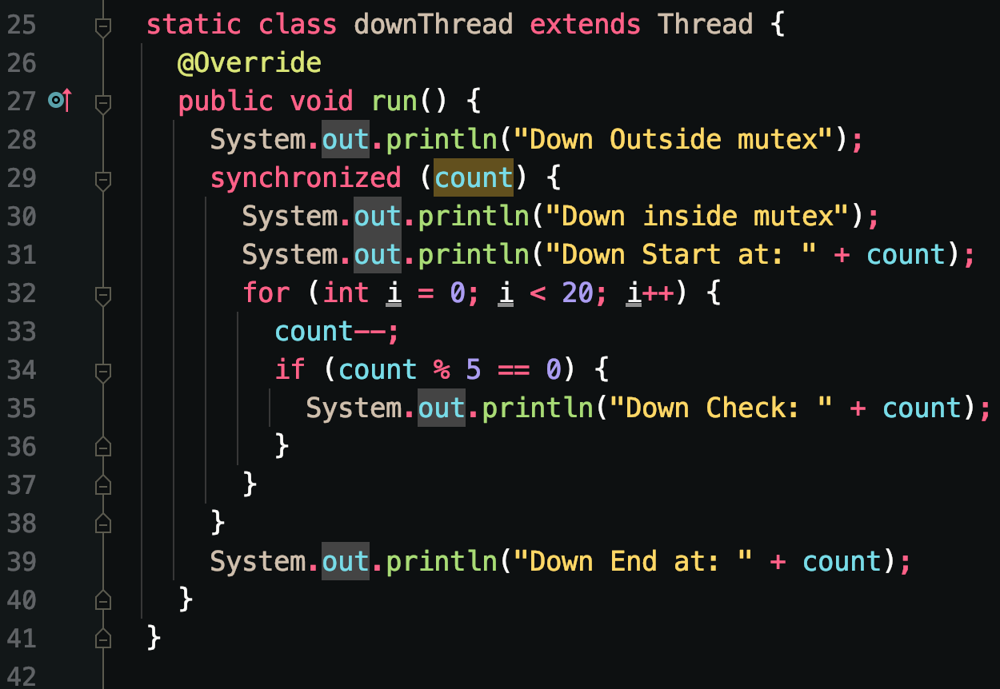 25 static class downThread extends Thread {
26 @Override
27 public void run() {
28 System.out.println("Down Outside mutex");
29 synchronized (count) {
30 System.out.println("Down inside mutex");
31 System.out.println("Down Start at: " + count);
32 for (int i = 0; i < 20; i++) {
33 count--;
34 if (count % 5 == 0) {
35 System.out.println("Down Check: " + count);
36 }
37 }
38 }
39 System.out.println("Down End at: " + count);
40 }
41 }
42